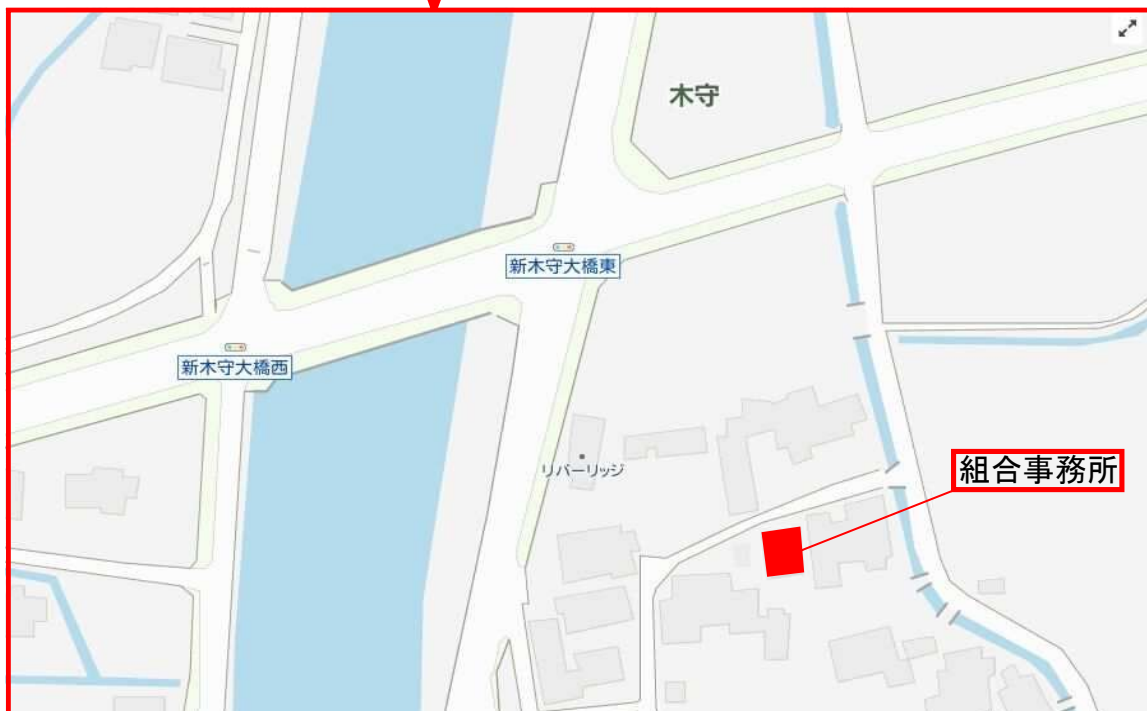 木守
新木守大橋東
新木守大橋西
リバーリッジ
組合事務所